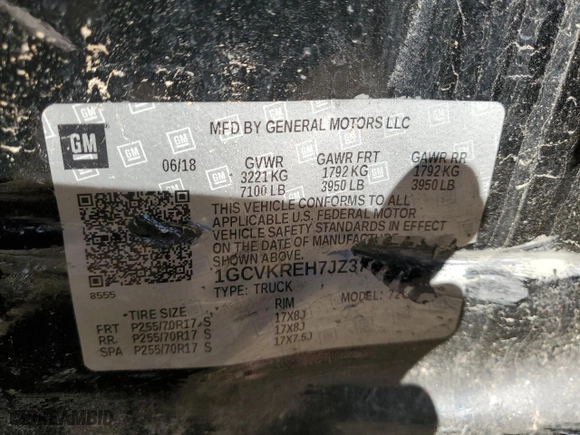 MFD BY GENERAL MOTORS LLC
GM
06/18
GVWR GAWR FRT GAWR RR
3221 KG 1792 KG 1792 KG
7100 LB 3950 LB 3950 LB
THIS VEHICLE CONFORMS TO ALL
APPLICABLE U.S. FEDERAL MOTOR
VEHICLE SAFETY STANDARDS IN EFFECT
ON THE DATE OF MANUFACTURE
SHOWN ABOVE.
1GCVKREH7JZ3
TYPE: TRUCK MODEL:
8555
TIRE SIZE RIM
FRT P255/70R17 S 17X8J
RR P255/70R17 S 17X8J
SPA P255/70R17 S 17X7.5J